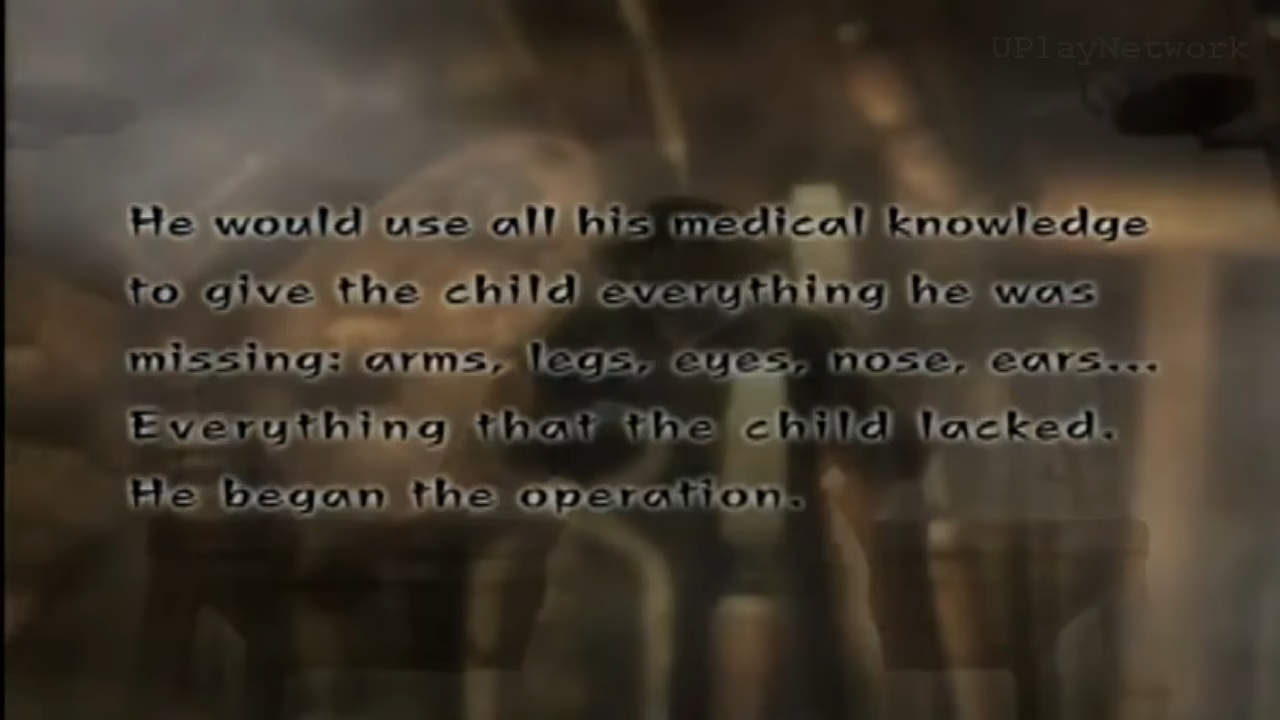 UPlayNetwork
He would use all his medical knowledge
to give the child everything he was
missing: arms, legs, eyes, nose, ears...
Everything that the child lacked.
He began the operation.